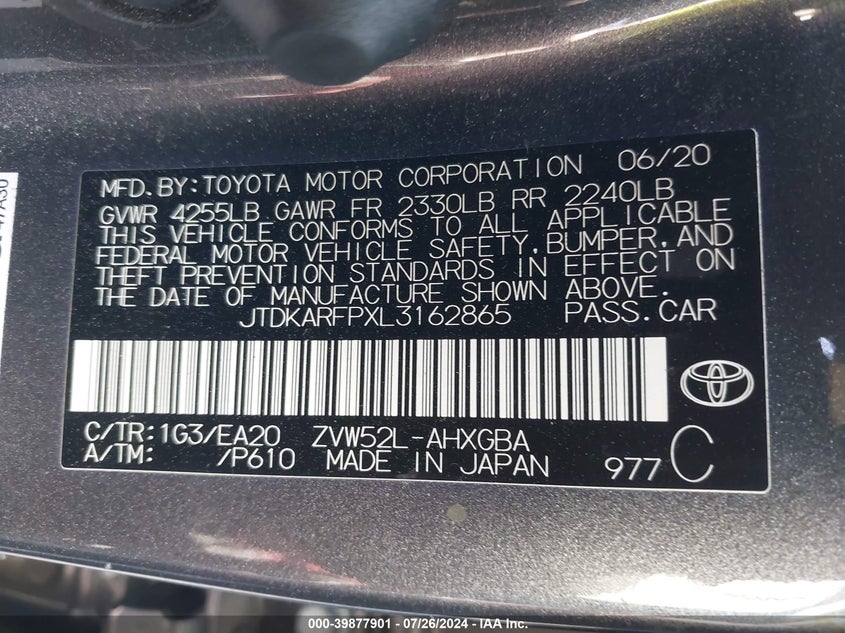 MFD.BY:TOYOTA MOTOR CORPORATION 06/20
GVWR 4255LB GAWR FR 2330LB RR 2240LB
THIS VEHICLE CONFORMS TO ALL APPLICABLE
FEDERAL MOTOR VEHICLE SAFETY,BUMPER,AND
THEFT PREVENTION STANDARDS IN EFFECT ON
THE DATE OF MANUFACTURE SHOWN ABOVE.
JTDKARFPXL3162865 PASS.CAR
C/TR:1G3/EA20 ZVW52L-AHXGBA
A/TM: /P610 MADE IN JAPAN 977 C
000-39877901 - 07/26/2024 - IAA Inc.